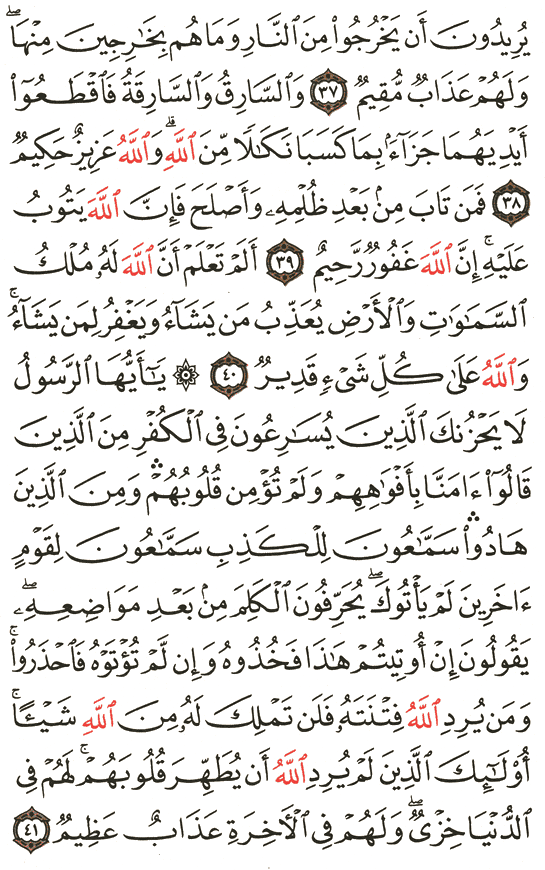 يُرِيدُونَ أَن يَخۡرُجُواْ مِنَ ٱلنَّارِ وَمَا هُم بِخَٰرِجِينَ مِنۡهَاۖ
وَلَهُمۡ عَذَابٞ مُّقِيمٞ ٣٧ وَٱلسَّارِقُ وَٱلسَّارِقَةُ فَٱقۡطَعُوٓاْ
أَيۡدِيَهُمَا جَزَآءَۢ بِمَا كَسَبَا نَكَٰلٗا مِّنَ ٱللَّهِۗ وَٱللَّهُ عَزِيزٌ حَكِيمٞ
٣٨ فَمَن تَابَ مِنۢ بَعۡدِ ظُلۡمِهِۦ وَأَصۡلَحَ فَإِنَّ ٱللَّهَ يَتُوبُ
عَلَيۡهِۚ إِنَّ ٱللَّهَ غَفُورٞ رَّحِيمٌ ٣٩ أَلَمۡ تَعۡلَمۡ أَنَّ ٱللَّهَ لَهُۥ مُلۡكُ
ٱلسَّمَٰوَٰتِ وَٱلۡأَرۡضِ يُعَذِّبُ مَن يَشَآءُ وَيَغۡفِرُ لِمَن يَشَآءُۗ
وَٱللَّهُ عَلَىٰ كُلِّ شَيۡءٖ قَدِيرٞ ٤٠ ۞ يَٰٓأَيُّهَا ٱلرَّسُولُ
لَا يَحۡزُنكَ ٱلَّذِينَ يُسَٰرِعُونَ فِي ٱلۡكُفۡرِ مِنَ ٱلَّذِينَ
قَالُوٓاْ ءَامَنَّا بِأَفۡوَٰهِهِمۡ وَلَمۡ تُؤۡمِن قُلُوبُهُمۡۛ وَمِنَ ٱلَّذِينَ
هَادُواْۛ سَمَّٰعُونَ لِلۡكَذِبِ سَمَّٰعُونَ لِقَوۡمٍ
ءَاخَرِينَ لَمۡ يَأۡتُوكَۖ يُحَرِّفُونَ ٱلۡكَلِمَ مِنۢ بَعۡدِ مَوَاضِعِهِۦۖ
يَقُولُونَ إِنۡ أُوتِيتُمۡ هَٰذَا فَخُذُوهُ وَإِن لَّمۡ تُؤۡتَوۡهُ فَٱحۡذَرُواْۚ
وَمَن يُرِدِ ٱللَّهُ فِتۡنَتَهُۥ فَلَن تَمۡلِكَ لَهُۥ مِنَ ٱللَّهِ شَيۡـًٔاۚ
أُوْلَٰٓئِكَ ٱلَّذِينَ لَمۡ يُرِدِ ٱللَّهُ أَن يُطَهِّرَ قُلُوبَهُمۡۚ لَهُمۡ فِي
ٱلدُّنۡيَا خِزۡيٞۖ وَلَهُمۡ فِي ٱلۡأٓخِرَةِ عَذَابٌ عَظِيمٞ ٤١